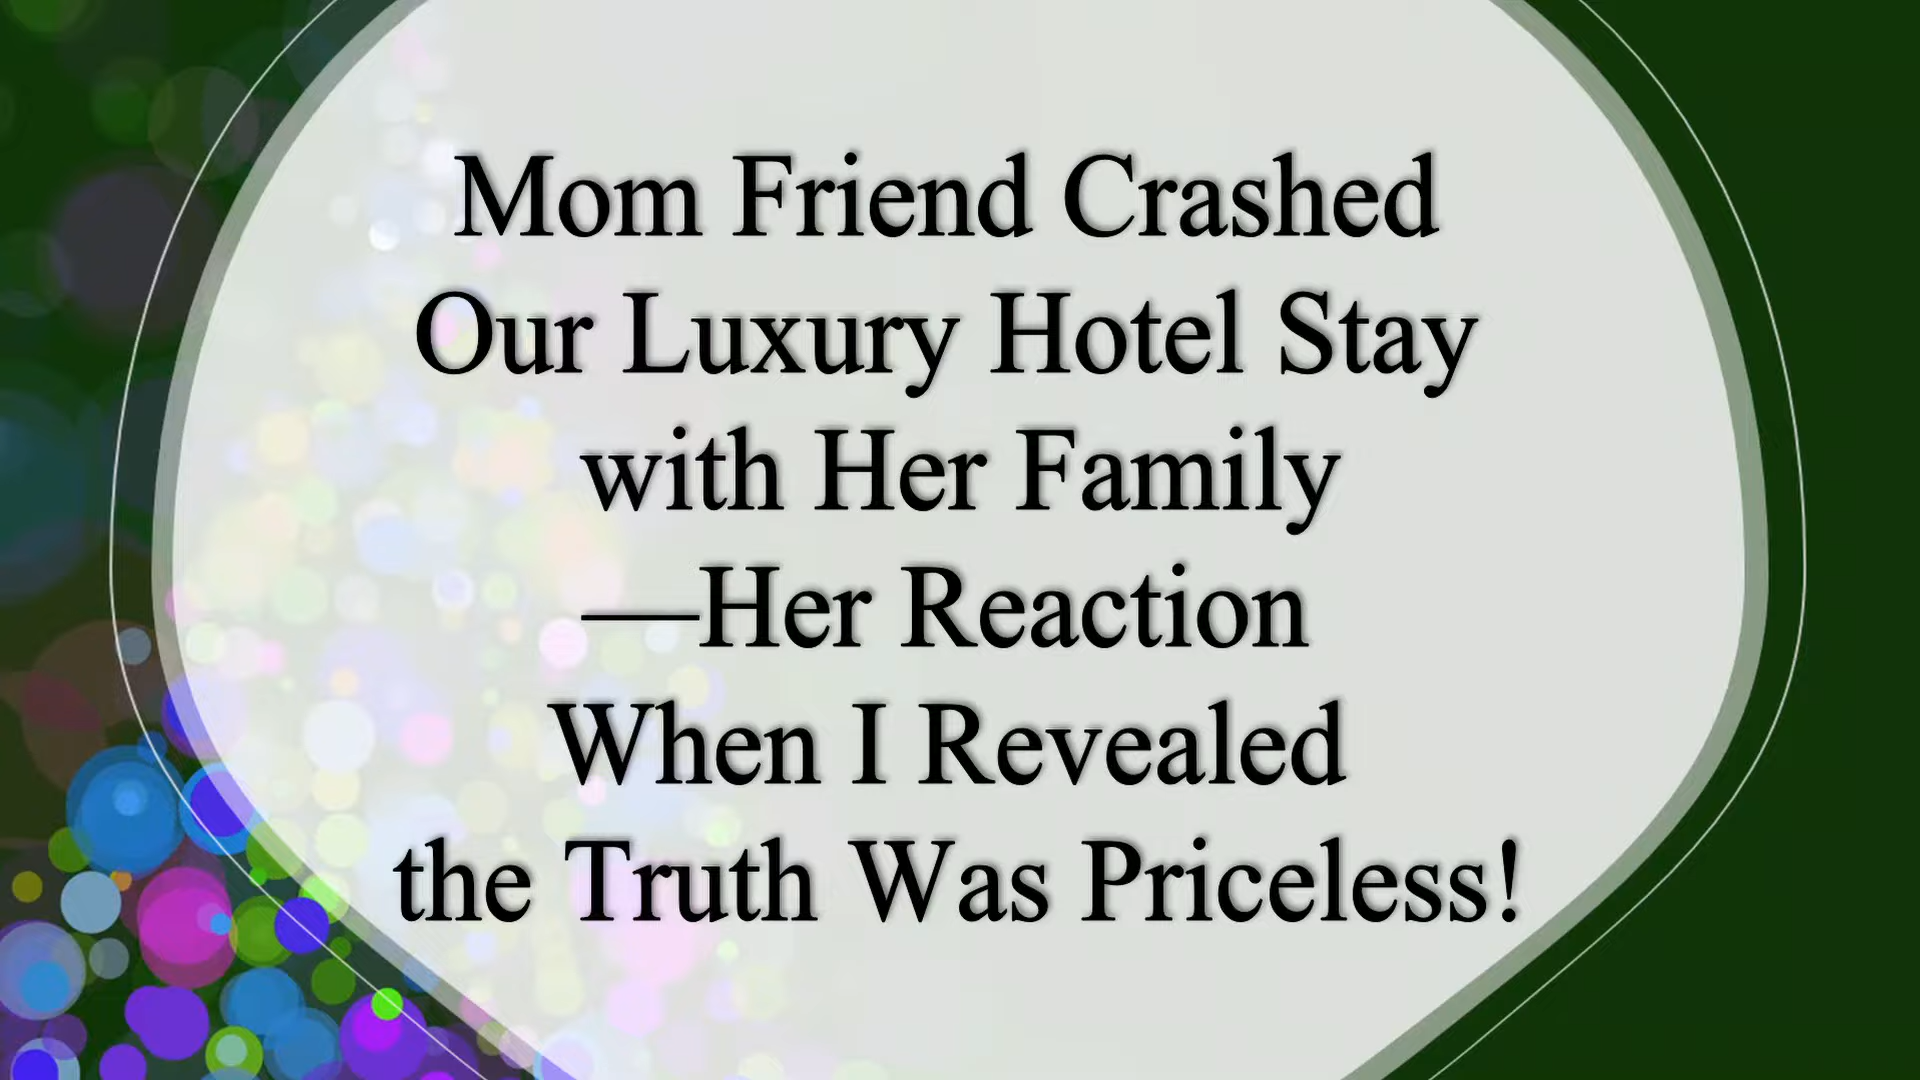 Mom Friend Crashed
Our Luxury Hotel Stay
with Her Family
—Her Reaction
When I Revealed
the Truth Was Priceless!